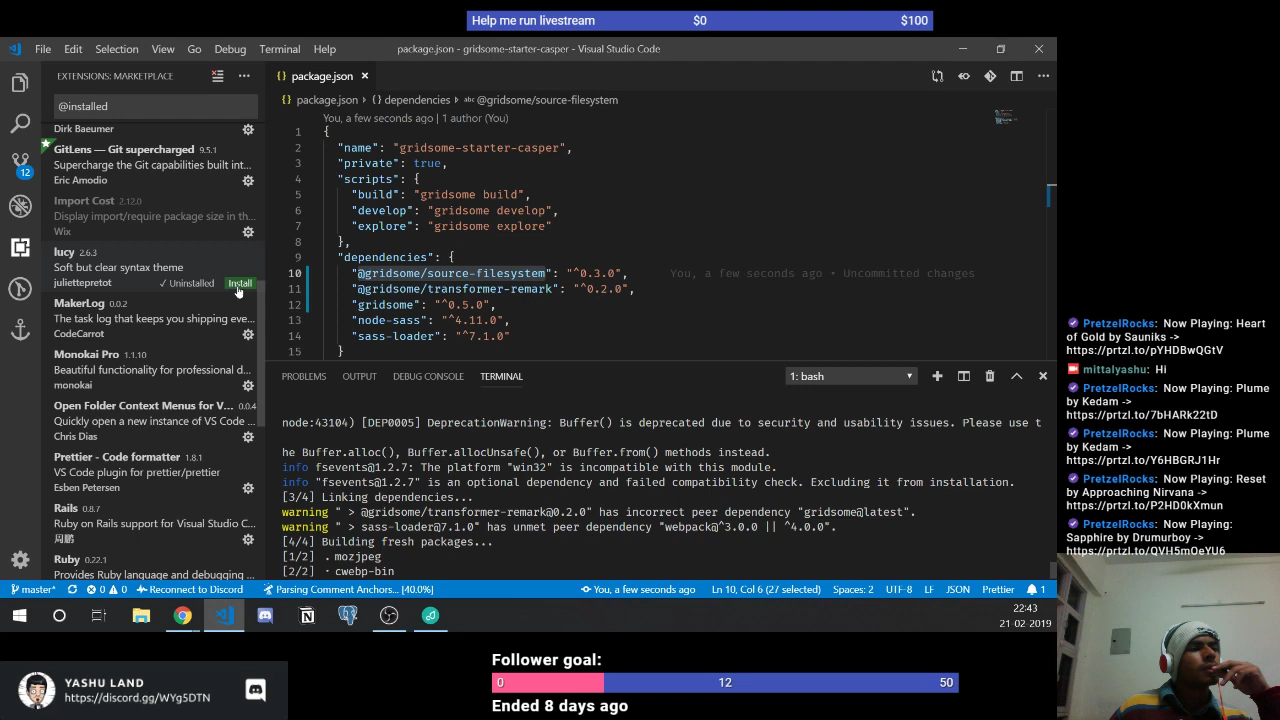 Help me run livestream $0 $100
File Edit Selection View Go Debug Terminal Help package.json - gridsome-starter-casper - Visual Studio Code
EXTENSIONS: MARKETPLACE
@installed
Dirk Baeumer
GitLens — Git supercharged 9.5.1
Supercharge the Git capabilities built int...
Eric Amodio
Import Cost 2.12.0
Display import/require package size in th...
Wix
lucy 2.6.3
Soft but clear syntax theme
juliettepretot ✓ Uninstalled Install
MakerLog 0.0.2
The task log that keeps you shipping eve...
CodeCarrot
Monokai Pro 1.1.10
Beautiful functionality for professional d...
monokai
Open Folder Context Menus for V... 0.0.4
Quickly open a new instance of VS Code ...
Chris Dias
Prettier - Code formatter 1.8.1
VS Code plugin for prettier/prettier
Esben Petersen
Rails 0.8.7
Ruby on Rails support for Visual Studio C...
周鹏
Ruby 0.22.1
Provides Ruby language and debugging ...
12
{} package.json ×
{} package.json > {} dependencies > abc @gridsome/source-filesystem
You, a few seconds ago | 1 author (You)
1 {
2 "name": "gridsome-starter-casper",
3 "private": true,
4 "scripts": {
5 "build": "gridsome build",
6 "develop": "gridsome develop",
7 "explore": "gridsome explore"
8 },
9 "dependencies": {
10 "@gridsome/source-filesystem": "^0.3.0", You, a few seconds ago • Uncommitted changes
11 "@gridsome/transformer-remark": "^0.2.0",
12 "gridsome": "^0.5.0",
13 "node-sass": "^4.11.0",
14 "sass-loader": "^7.1.0"
15 }
PROBLEMS OUTPUT DEBUG CONSOLE TERMINAL 1: bash
node:43104) [DEP0005] DeprecationWarning: Buffer() is deprecated due to security and usability issues. Please use t
he Buffer.alloc(), Buffer.allocUnsafe(), or Buffer.from() methods instead.
info fsevents@1.2.7: The platform "win32" is incompatible with this module.
info "fsevents@1.2.7" is an optional dependency and failed compatibility check. Excluding it from installation.
[3/4] Linking dependencies...
warning " > @gridsome/transformer-remark@0.2.0" has incorrect peer dependency "gridsome@latest".
warning " > sass-loader@7.1.0" has unmet peer dependency "webpack@^3.0.0 || ^4.0.0".
[4/4] Building fresh packages...
[1/2] . mozjpeg
[2/2] · cwebp-bin
master* 0 0 Reconnect to Discord Parsing Comment Anchors... [40.0%] You, a few seconds ago Ln 10, Col 6 (27 selected) Spaces: 2 UTF-8 LF JSON Prettier 1
22:43
21-02-2019
PretzelRocks: Now Playing: Heart
of Gold by Sauniks ->
https://prtzl.to/pYHDBwQGtV
mittalyashu: Hi
PretzelRocks: Now Playing: Plume
by Kedam ->
https://prtzl.to/7bHARk22tD
PretzelRocks: Now Playing: Plume
by Kedam ->
https://prtzl.to/Y6HBGRJ1Hr
PretzelRocks: Now Playing: Reset
by Approaching Nirvana ->
https://prtzl.to/P2HD0kXmun
PretzelRocks: Now Playing:
Sapphire by Drumurboy ->
https://prtzl.to/QVH5mOeYU6
YASHU LAND
https://discord.gg/WYg5DTN
Follower goal:
0 12 50
Ended 8 days ago